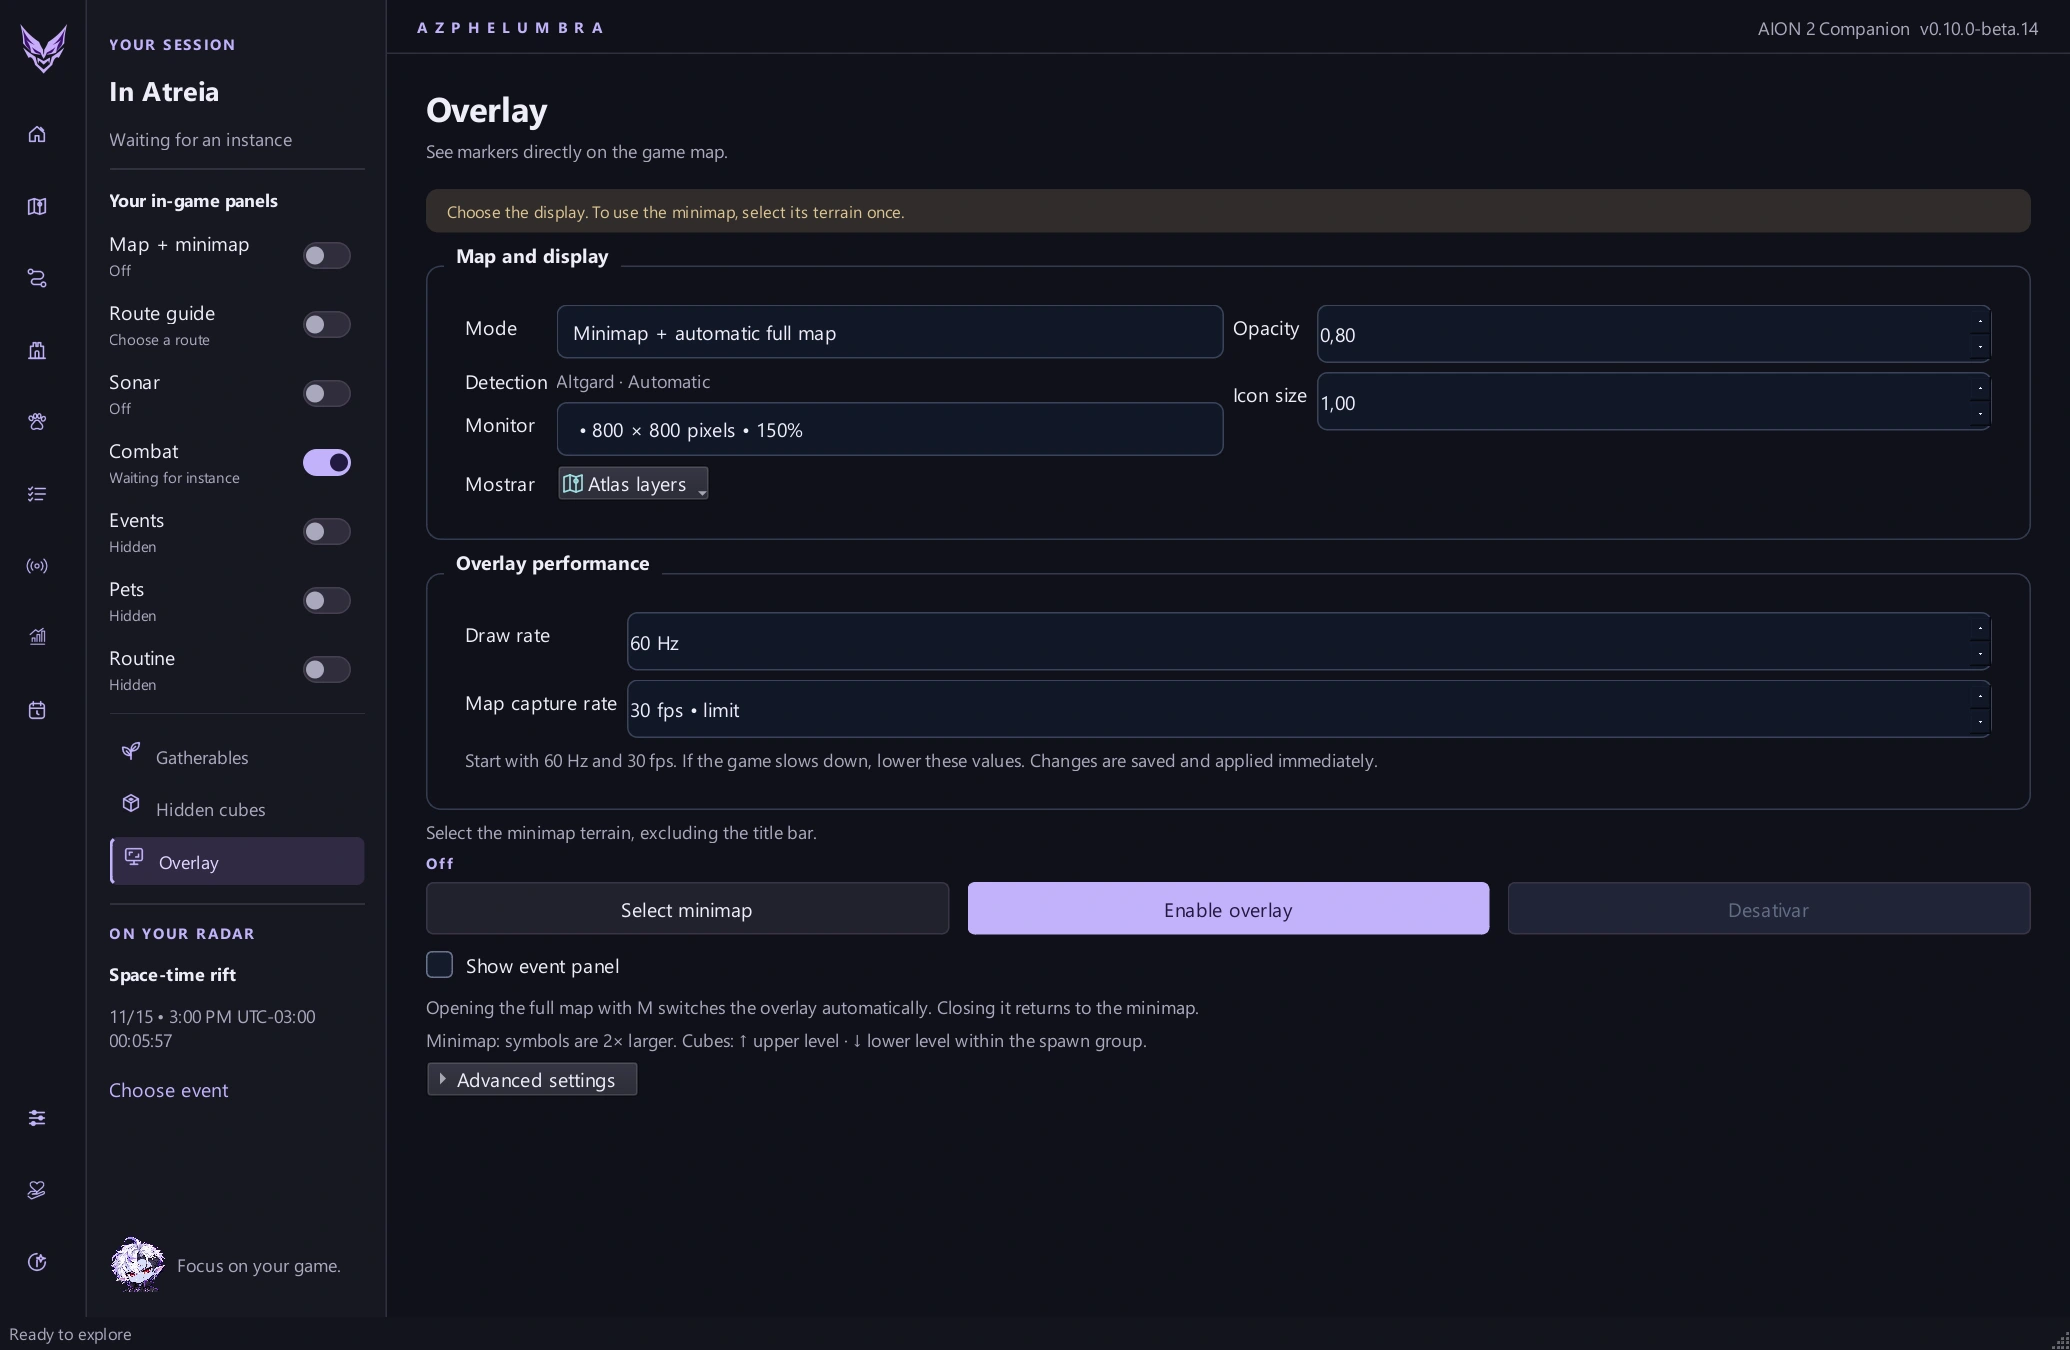 AZPHELUMBRA
AION 2 Companion v0.10.0-beta.14
YOUR SESSION
In Atreia
Waiting for an instance
Your in-game panels
Map + minimap
Off
Route guide
Choose a route
Sonar
Off
Combat
Waiting for instance
Events
Hidden
Pets
Hidden
Routine
Hidden
Gatherables
Hidden cubes
Overlay
ON YOUR RADAR
Space-time rift
11/15 • 3:00 PM UTC-03:00
00:05:57
Choose event
Focus on your game.
Overlay
See markers directly on the game map.
Choose the display. To use the minimap, select its terrain once.
Map and display
Mode Minimap + automatic full map Opacity 0,80
Detection Altgard · Automatic
Icon size 1,00
Monitor • 800 × 800 pixels • 150%
Mostrar Atlas layers
Overlay performance
Draw rate 60 Hz
Map capture rate 30 fps • limit
Start with 60 Hz and 30 fps. If the game slows down, lower these values. Changes are saved and applied immediately.
Select the minimap terrain, excluding the title bar.
Off
Select minimap Enable overlay Desativar
Show event panel
Opening the full map with M switches the overlay automatically. Closing it returns to the minimap.
Minimap: symbols are 2× larger. Cubes: ↑ upper level · ↓ lower level within the spawn group.
Advanced settings
Ready to explore